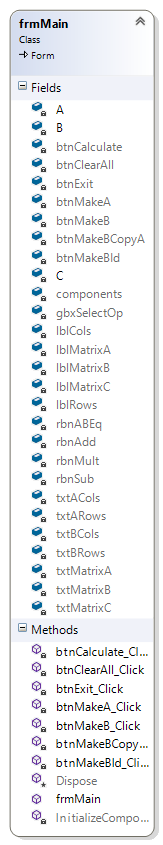 frmMain
Class
Form
Fields
A
B
btnCalculate
btnClearAll
btnExit
btnMakeA
btnMakeB
btnMakeBCopyA
btnMakeBId
C
components
gbxSelectOp
lblCols
lblMatrixA
lblMatrixB
lblMatrixC
lblRows
rbnABEq
rbnAdd
rbnMult
rbnSub
txtACols
txtARows
txtBCols
txtBRows
txtMatrixA
txtMatrixB
txtMatrixC
Methods
btnCalculate_Cl...
btnClearAll_Click
btnExit_Click
btnMakeA_Click
btnMakeB_Click
btnMakeBCopy...
btnMakeBId_Cli...
Dispose
frmMain
InitializeCompo...